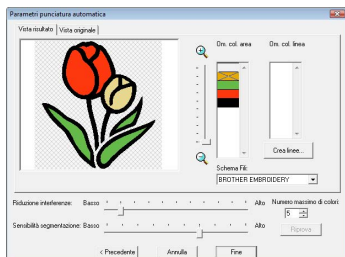 Parametri punciatura automatica
Vista risultato
Vista originale
Om. col. area
Om. col. linea
Crea linee...
Schema Fili:
BROTHER EMBROIDERY
Riduzione interferenze:
Basso
Alto
Numero massimo di colori:
5
Sensibilità segmentazione:
Basso
Alto
Riprova
< Precedente
Annulla
Fine